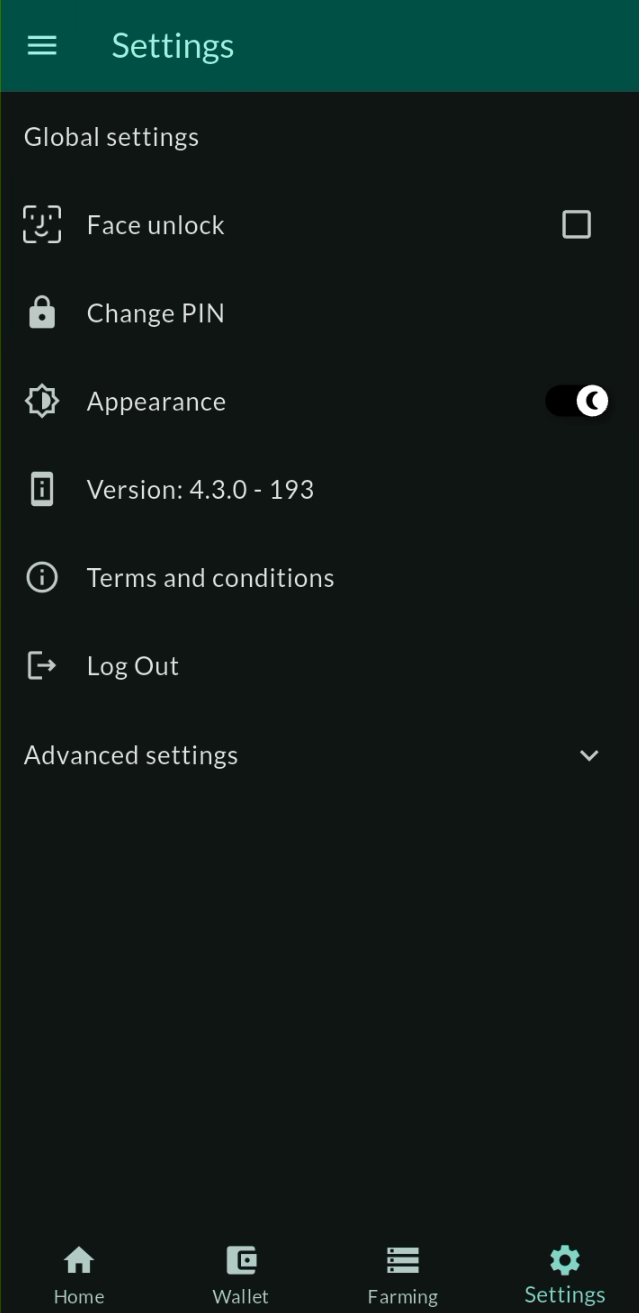 Settings
Global settings
Face unlock
Change PIN
Appearance
Version: 4.3.0 - 193
Terms and conditions
Log Out
Advanced settings
Home
Wallet
Farming
Settings